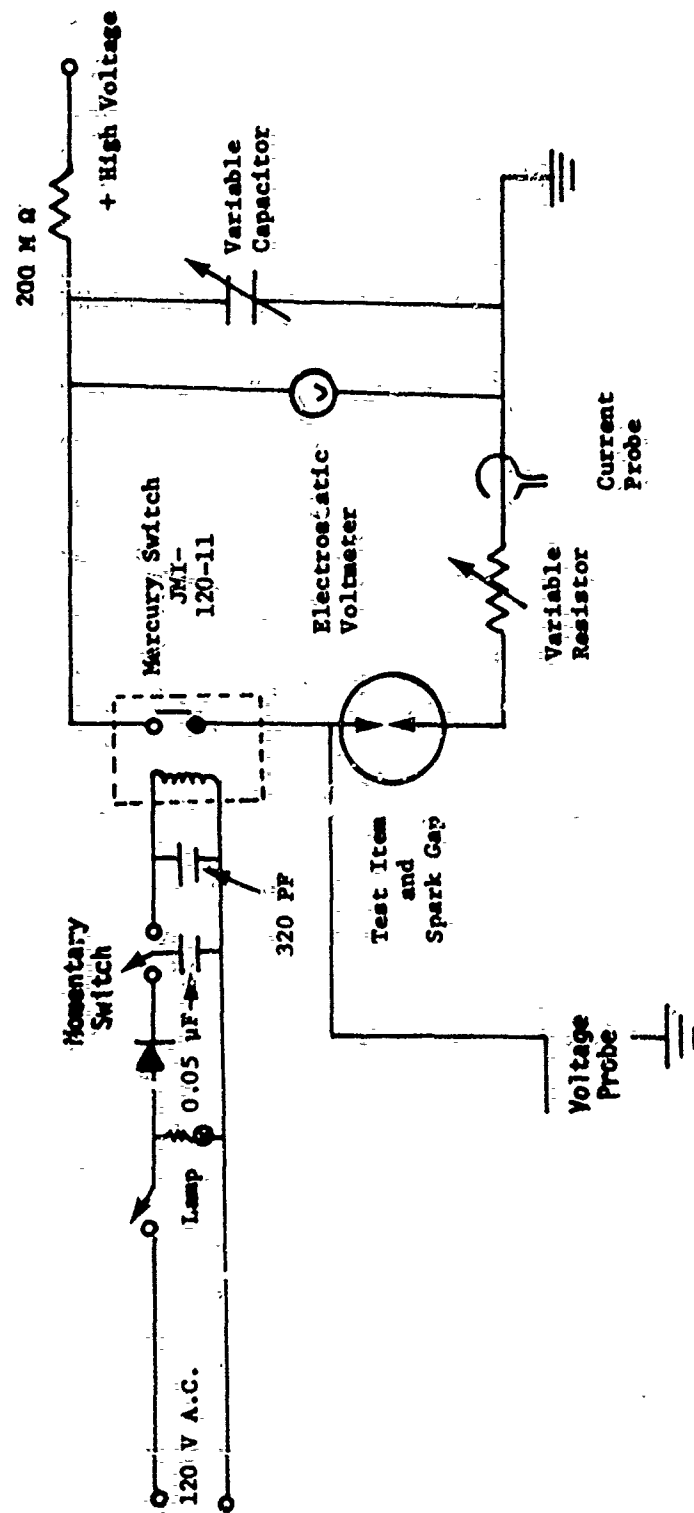 200 M Ω
+ High Voltage
Variable
Capacitor
Mercury Switch
JMI-
120-11
Electrostatic
Voltmeter
V
Current
Probe
Variable
Resistor
Momentary
Switch
320 PF
Test Item
and
Spark Gap
0.05 µF
Lamp
120 V A.C.
Voltage
Probe